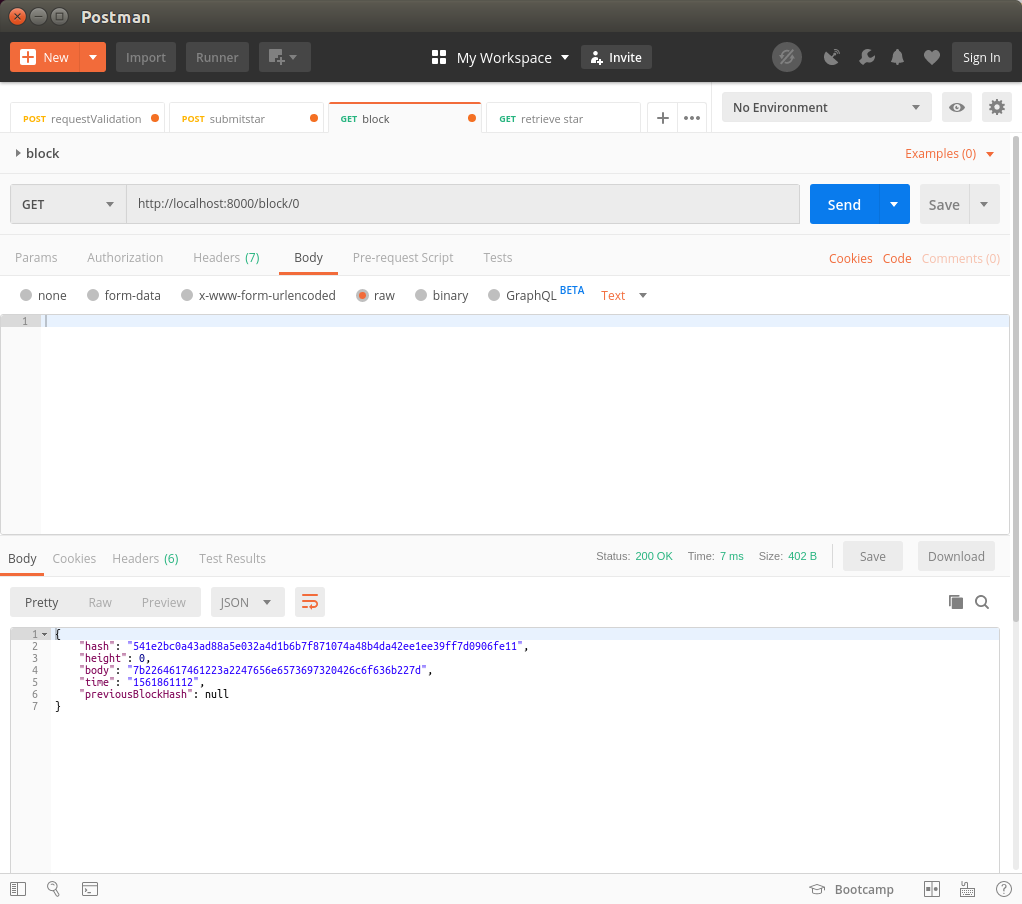 Postman
New
Import
Runner
My Workspace
Invite
Sign In
POST requestValidation
POST submitstar
GET block
GET retrieve star
No Environment
block
Examples (0)
GET
http://localhost:8000/block/0
Send
Save
Params
Authorization
Headers (7)
Body
Pre-request Script
Tests
Cookies
Code
Comments (0)
none
form-data
x-www-form-urlencoded
raw
binary
GraphQL BETA
Text
1
Body
Cookies
Headers (6)
Test Results
Status: 200 OK
Time: 7 ms
Size: 402 B
Save
Download
Pretty
Raw
Preview
JSON
1 {
2 "hash": "541e2bc0a43ad88a5e032a4d1b6b7f871074a48b4da42ee1ee39ff7d0906fe11",
3 "height": 0,
4 "body": "7b2264617461223a2247656e6573697320426c6f636b227d",
5 "time": "1561861112",
6 "previousBlockHash": null
7 }
Bootcamp